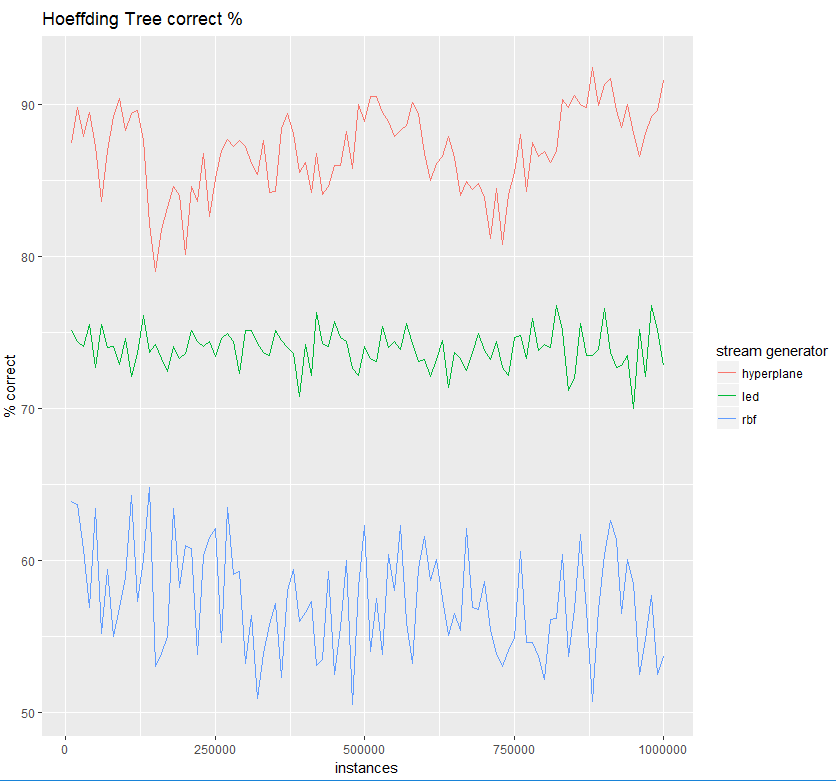 Hoeffding Tree correct %
90
80
70
60
50
% correct
0
250000
500000
750000
1000000
instances
stream generator
hyperplane
led
rbf